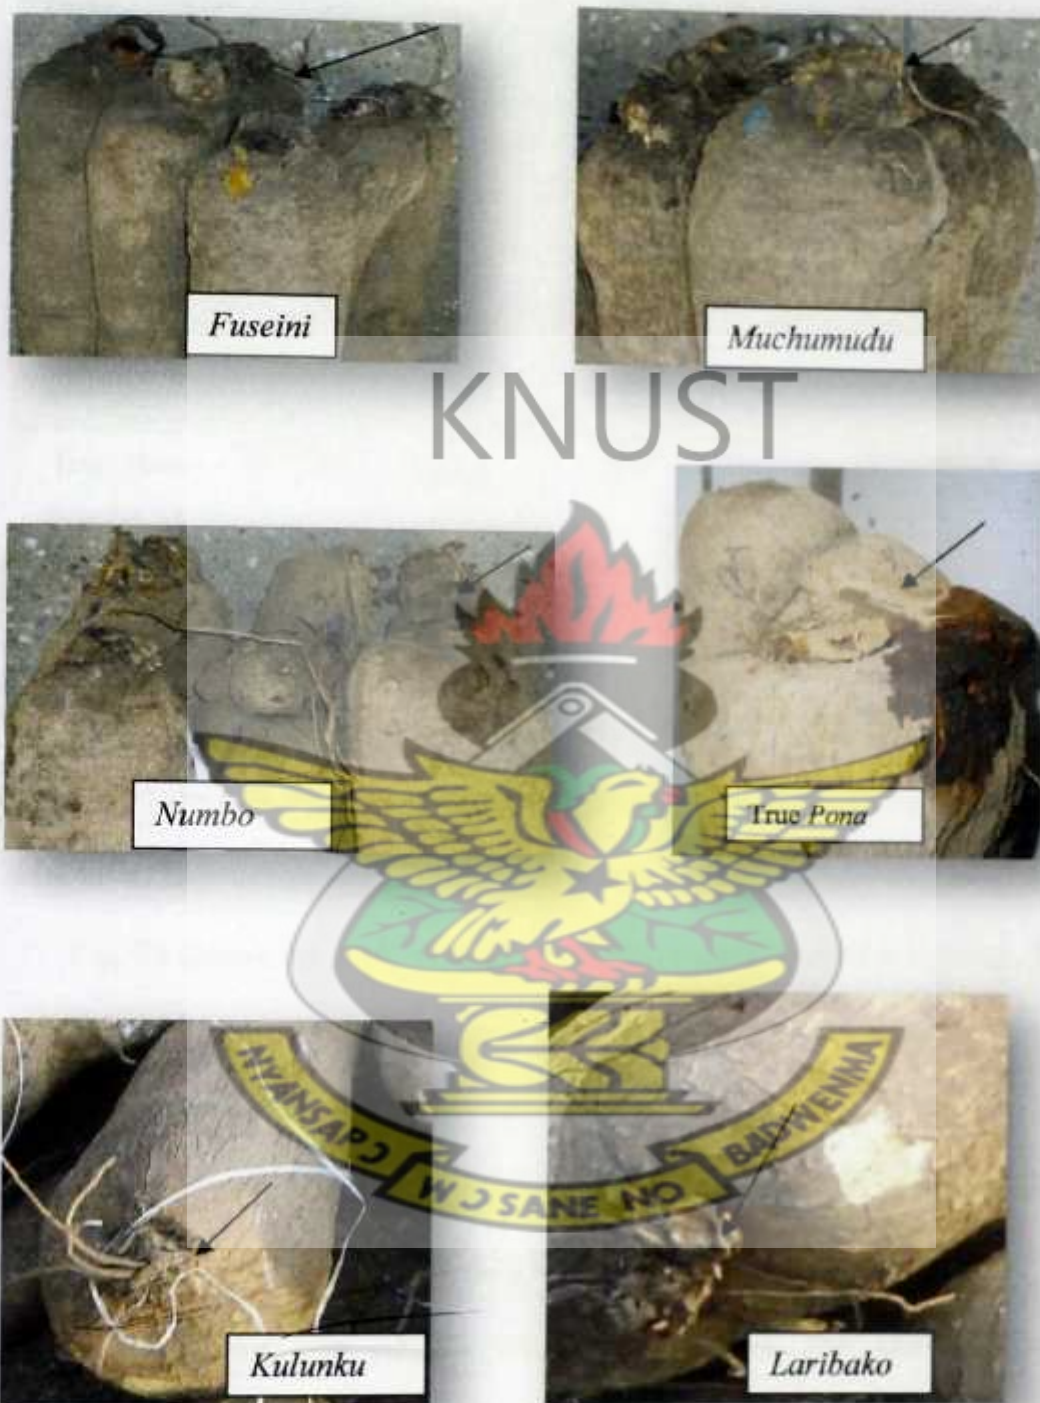 Fuseini
Muchumudu
KNUST
Numbo
True Pona
NYANSAPƆ
WƆSANE NO
BADWENMA
Kulunku
Laribako